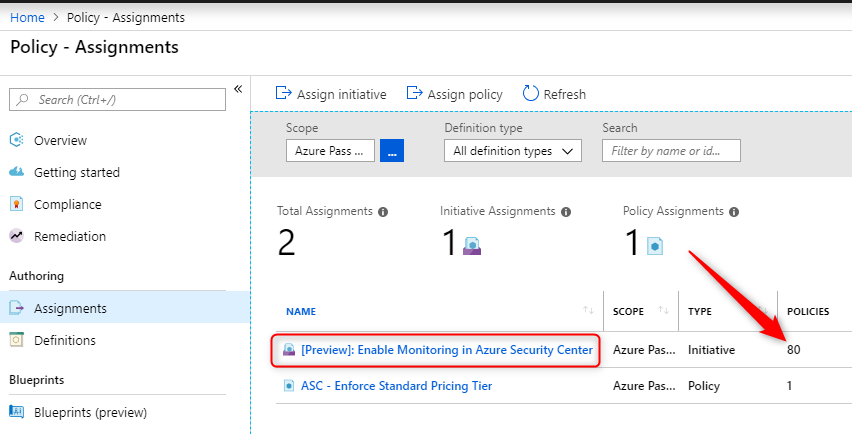 Home > Policy - Assignments
Policy - Assignments
Search (Ctrl+/)
«
Overview
Getting started
Compliance
Remediation
Authoring
Assignments
Definitions
Blueprints
Blueprints (preview)
Assign initiative Assign policy Refresh
Scope Definition type Search
Azure Pass ... ... All definition types Filter by name or id...
Total Assignments Initiative Assignments Policy Assignments
2 1 1
NAME SCOPE TYPE POLICIES
[Preview]: Enable Monitoring in Azure Security Center Azure Pas... Initiative 80
ASC - Enforce Standard Pricing Tier Azure Pas... Policy 1